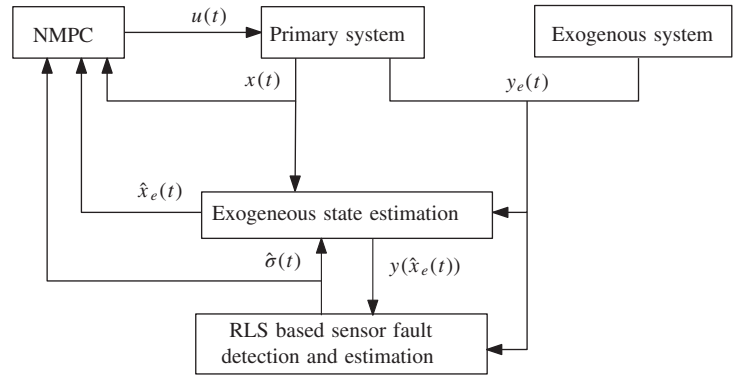 NMPC
u(t)
Primary system
Exogenous system
x(t)
y_e(t)
x̂_e(t)
Exogeneous state estimation
σ̂(t)
y(x̂_e(t))
RLS based sensor fault
detection and estimation